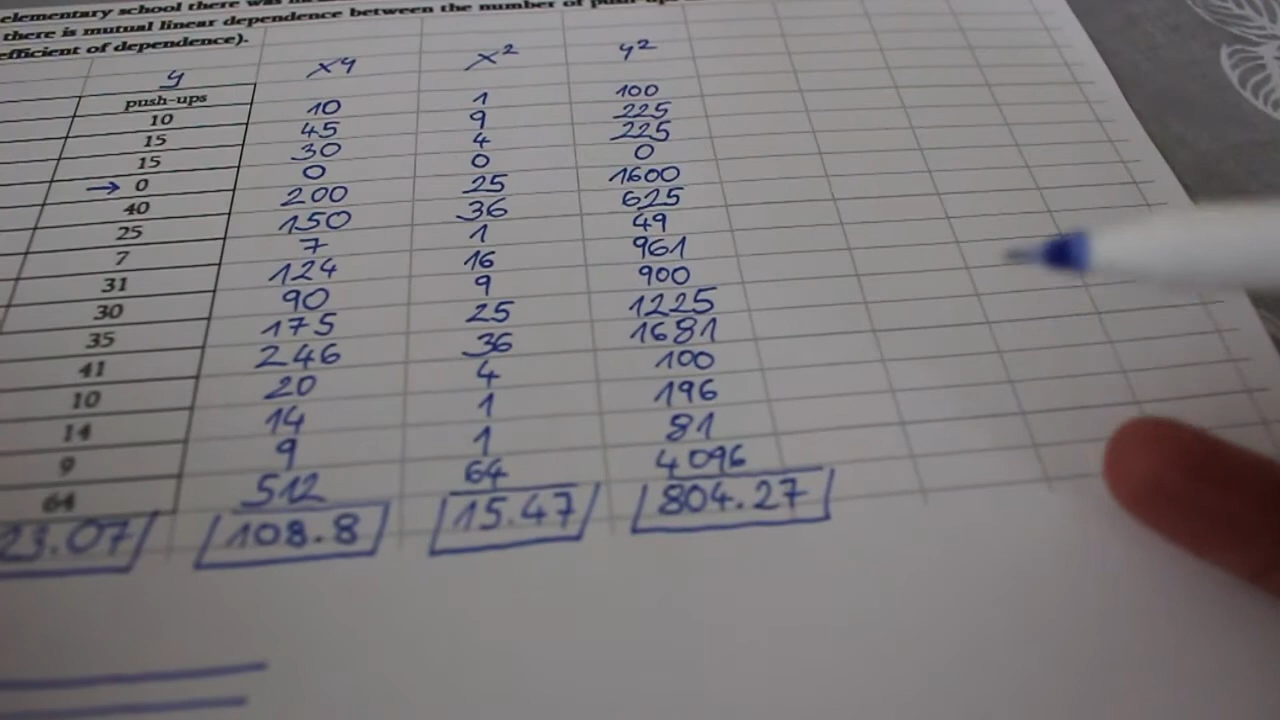 elementary school there was
there is mutual linear dependence between the number of push-ups
efficient of dependence).
y xy x² y²
push-ups
10 10 1 100
15 45 9 225
15 30 4 225
→ 0 0 0 0
40 200 25 1600
25 150 36 625
7 7 1 49
31 124 16 961
30 90 9 900
35 175 25 1225
41 246 36 1681
10 20 4 100
14 14 1 196
9 9 1 81
64 512 64 4096
23.07 108.8 15.47 804.27